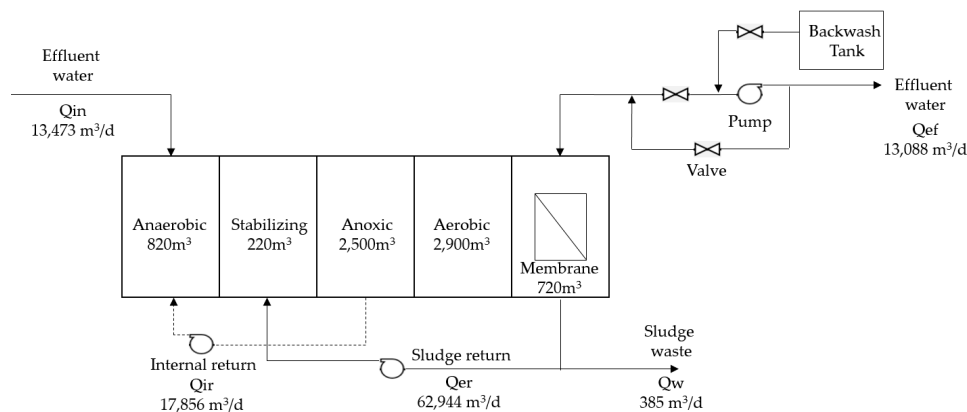 Effluent
water
Qin
13,473 m³/d
Backwash
Tank
Effluent
water
Qef
13,088 m³/d
Pump
Valve
Anaerobic
820m³
Stabilizing
220m³
Anoxic
2,500m³
Aerobic
2,900m³
Membrane
720m³
Internal return
Qir
17,856 m³/d
Sludge return
Qer
62,944 m³/d
Sludge
waste
Qw
385 m³/d